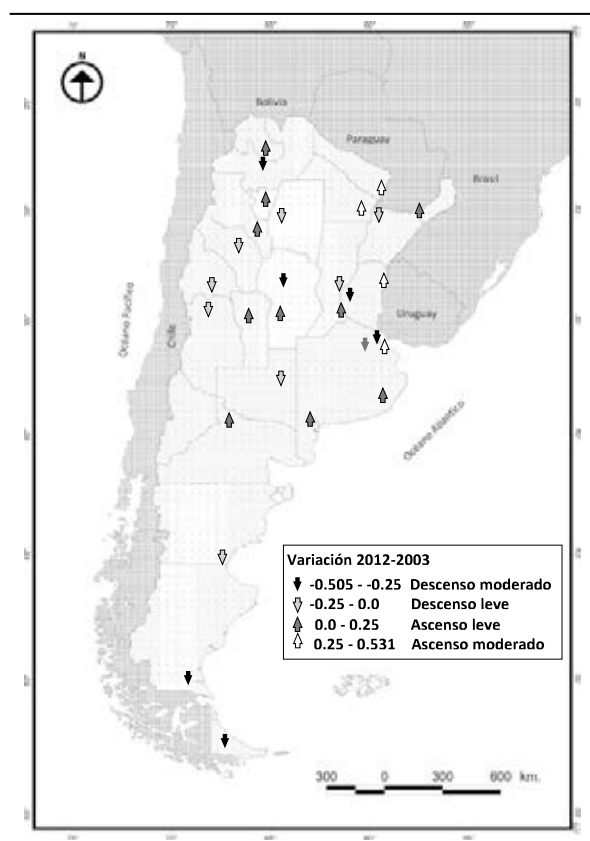 N
Bolivia
Paraguay
Brasil
Océano Pacífico
Chile
Uruguay
Océano Atlantico
Variación 2012-2003
-0.505 - -0.25 Descenso moderado
-0.25 - 0.0 Descenso leve
0.0 - 0.25 Ascenso leve
0.25 - 0.531 Ascenso moderado
300 0 300 600 km.